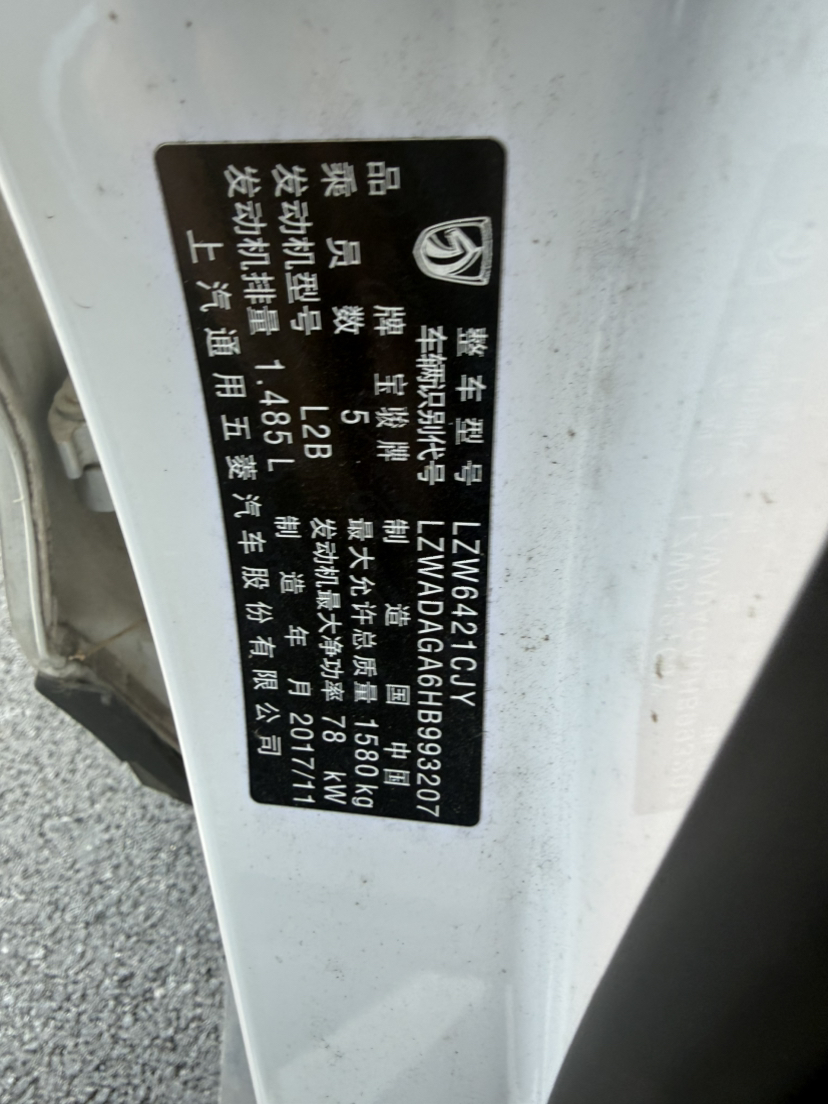 整车型号 LZW6421CJY
车辆识别代号 LZWADAGA6HB993207
品牌 宝骏牌 制造国 中国
乘员数 5 最大允许总质量 1580kg
发动机型号 L2B 发动机最大净功率 78 kW
发动机排量 1.485L 制造年月 2017/11
上汽通用五菱汽车股份有限公司